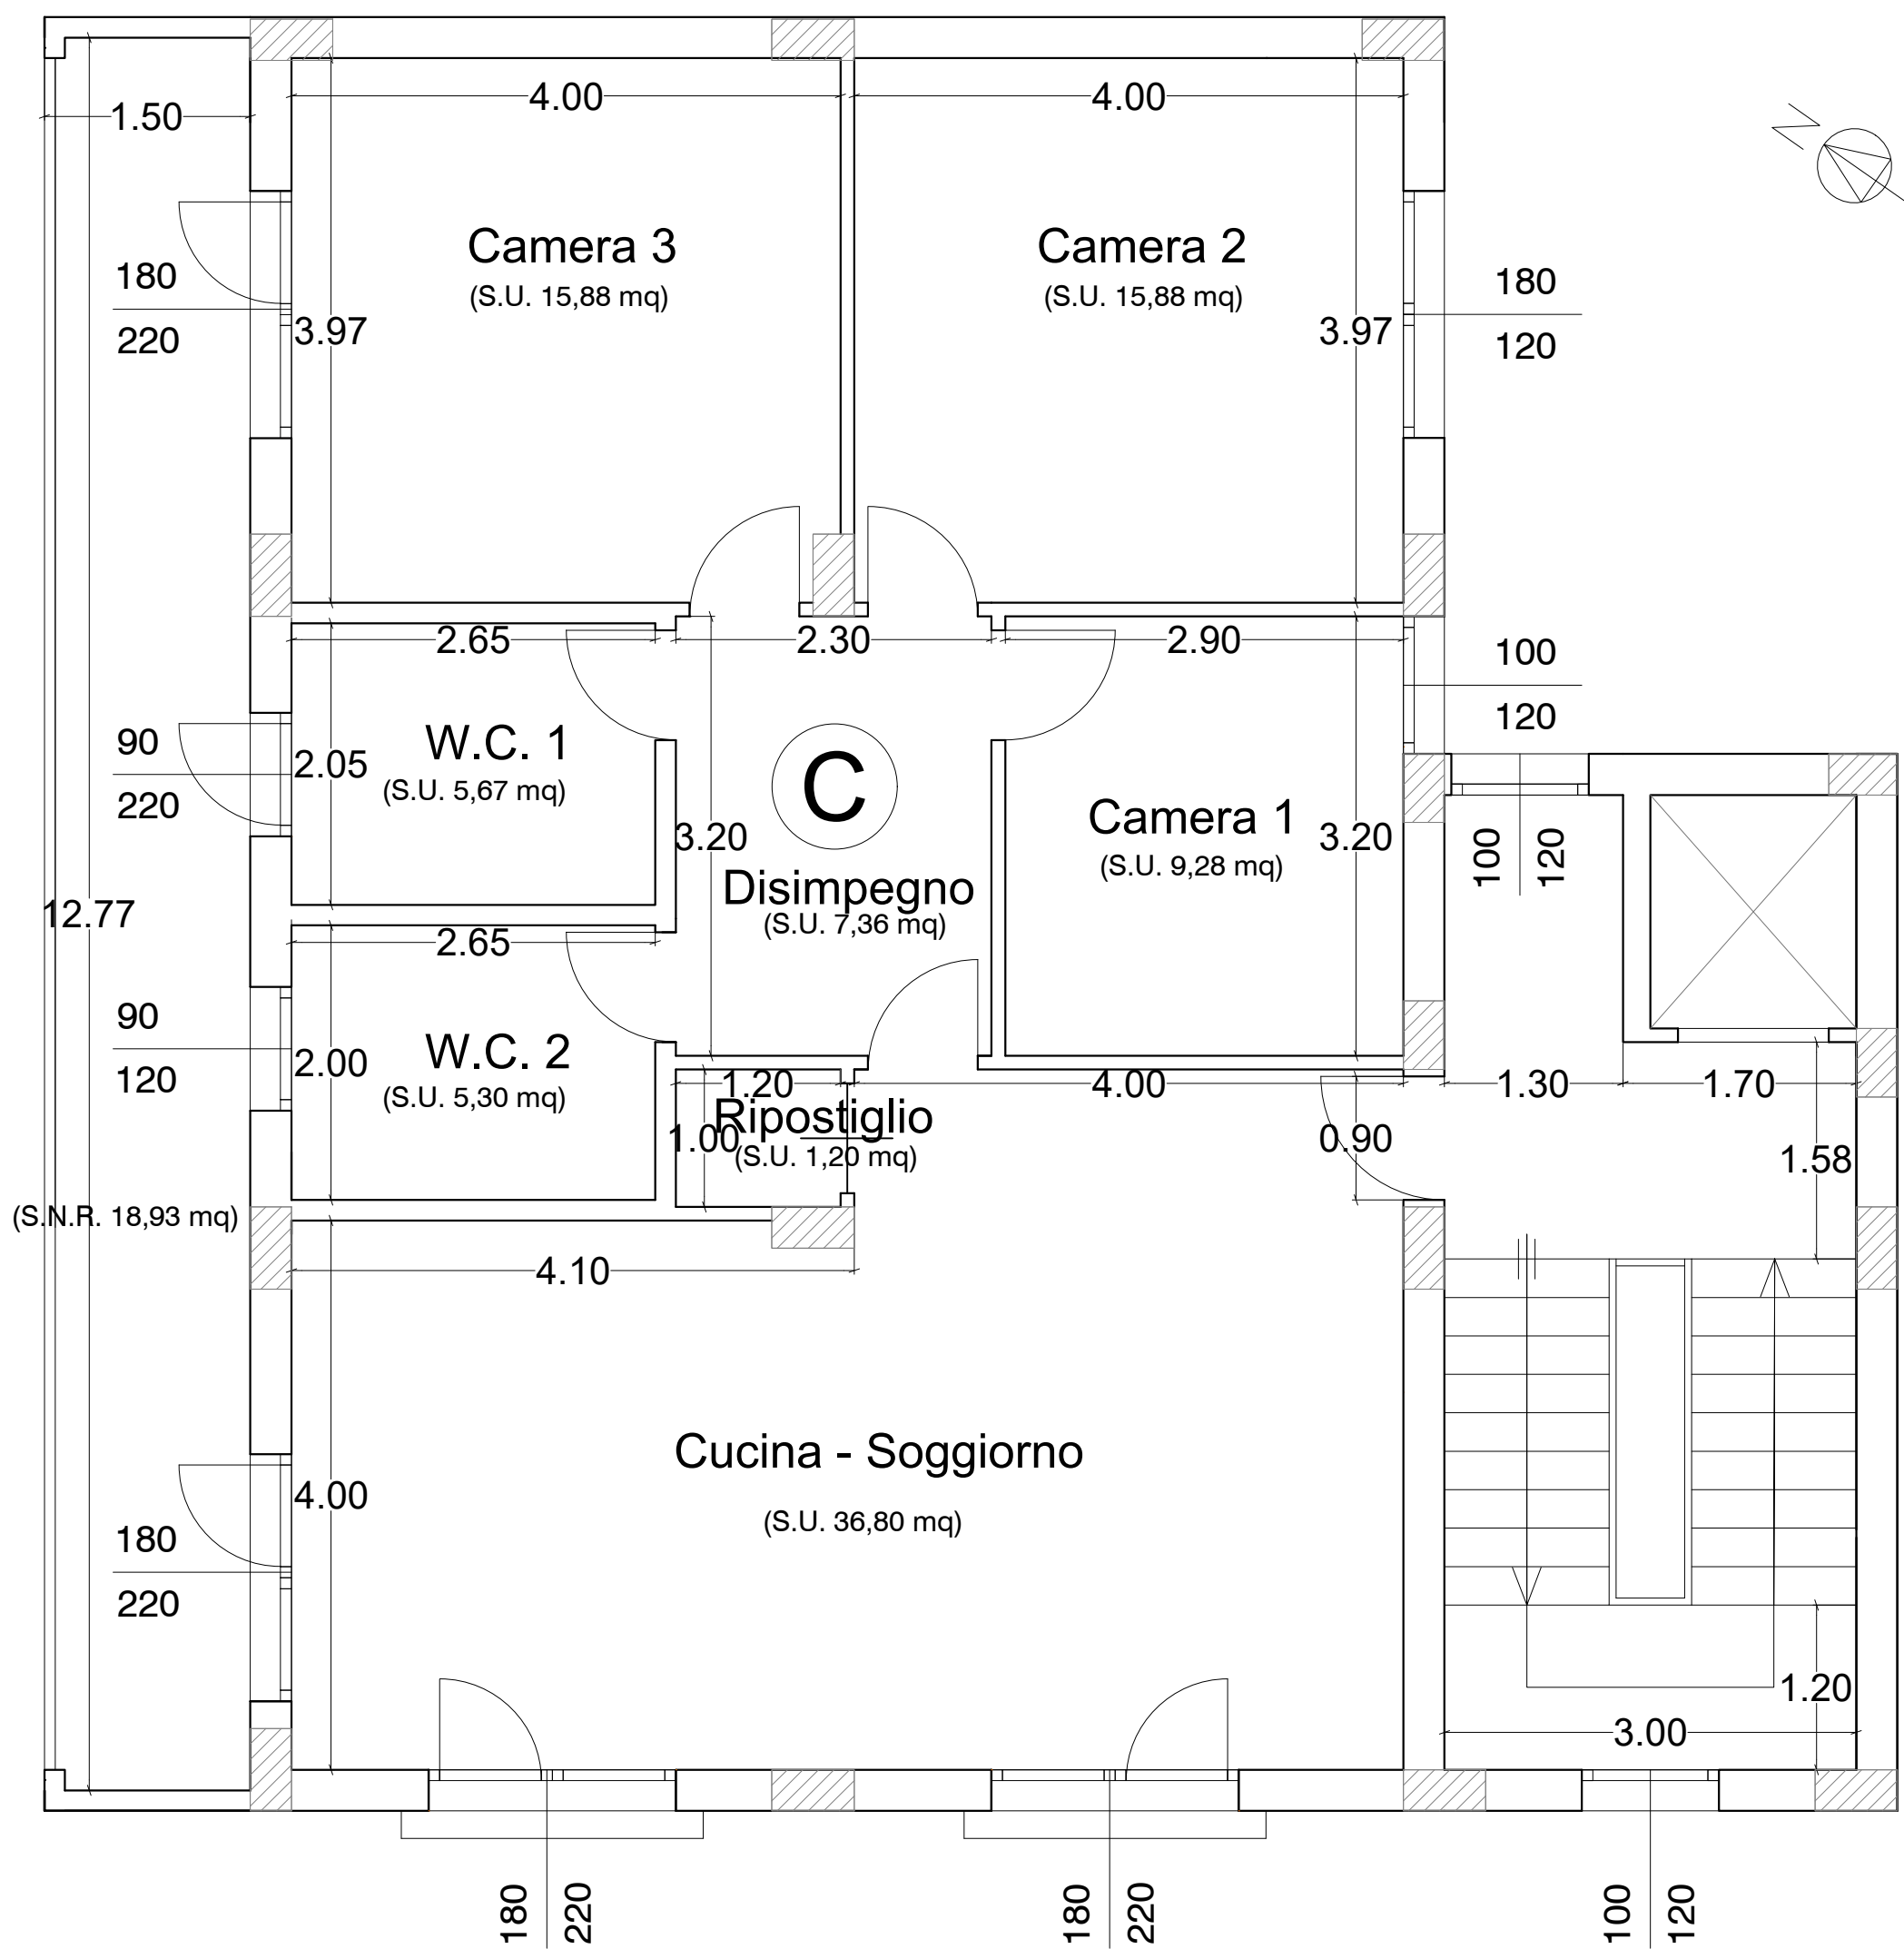 4.00
4.00
1.50
N
Camera 3
(S.U. 15,88 mq)
Camera 2
(S.U. 15,88 mq)
180
220
3.97
3.97
180
120
2.65
2.30
2.90
100
120
W.C. 1
(S.U. 5,67 mq)
90
220
2.05
C
3.20
Camera 1
(S.U. 9,28 mq)
3.20
100
120
Disimpegno
(S.U. 7,36 mq)
12.77
2.65
90
120
W.C. 2
(S.U. 5,30 mq)
2.00
1.20
4.00
1.30
1.70
Ripostiglio
(S.U. 1,20 mq)
1.00
0.90
1.58
(S.N.R. 18,93 mq)
4.10
Cucina - Soggiorno
(S.U. 36,80 mq)
4.00
180
220
1.20
3.00
180
220
180
220
100
120